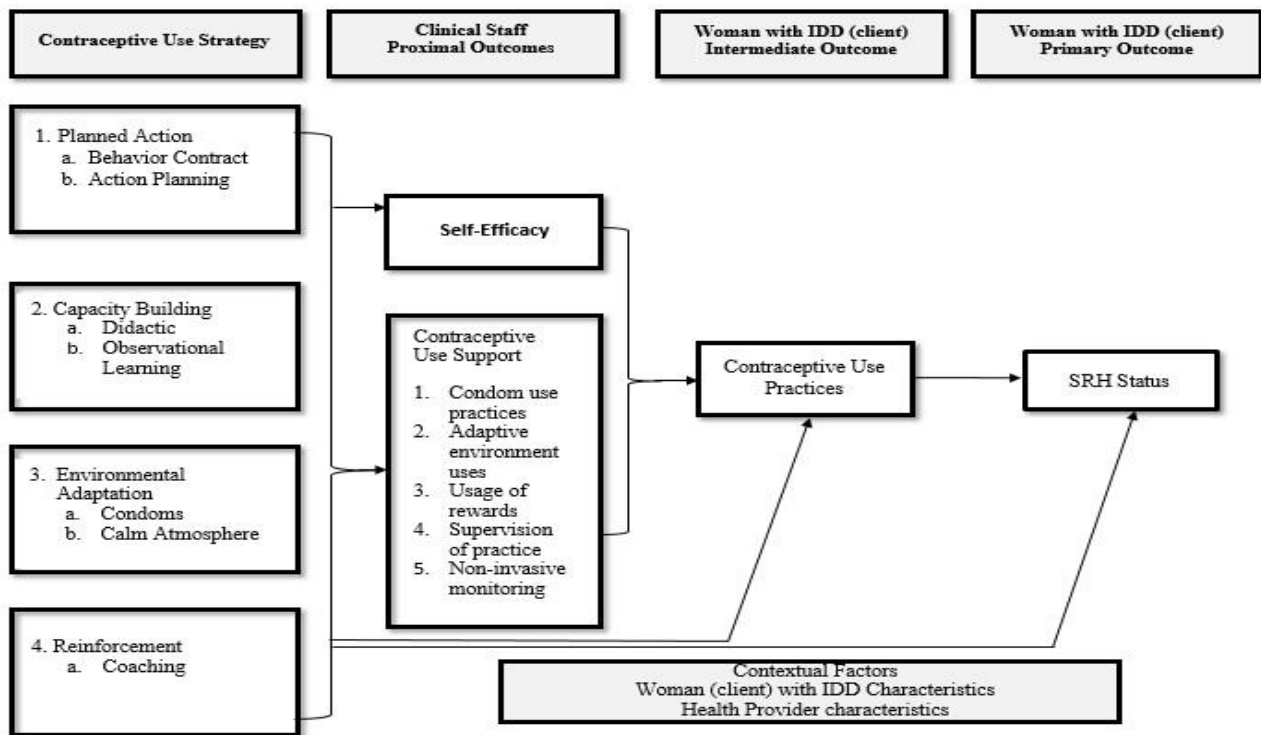 Contraceptive Use Strategy
Clinical Staff
Proximal Outcomes
Woman with IDD (client)
Intermediate Outcome
Woman with IDD (client)
Primary Outcome
1. Planned Action
a. Behavior Contract
b. Action Planning
2. Capacity Building
a. Didactic
b. Observational
Learning
3. Environmental
Adaptation
a. Condoms
b. Calm Atmosphere
4. Reinforcement
a. Coaching
Self-Efficacy
Contraceptive
Use Support
1. Condom use
practices
2. Adaptive
environment
uses
3. Usage of
rewards
4. Supervision
of practice
5. Non-invasive
monitoring
Contraceptive Use
Practices
SRH Status
Contextual Factors
Woman (client) with IDD Characteristics
Health Provider characteristics